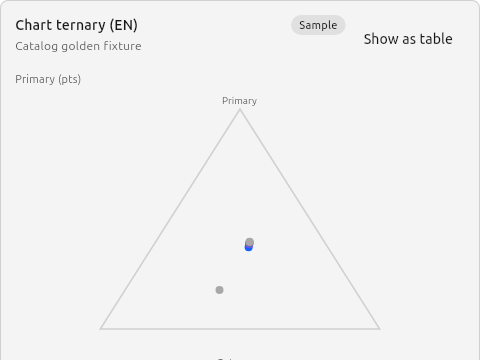 Chart ternary (EN)
Sample
Show as table
Catalog golden fixture
Primary (pts)
Primary